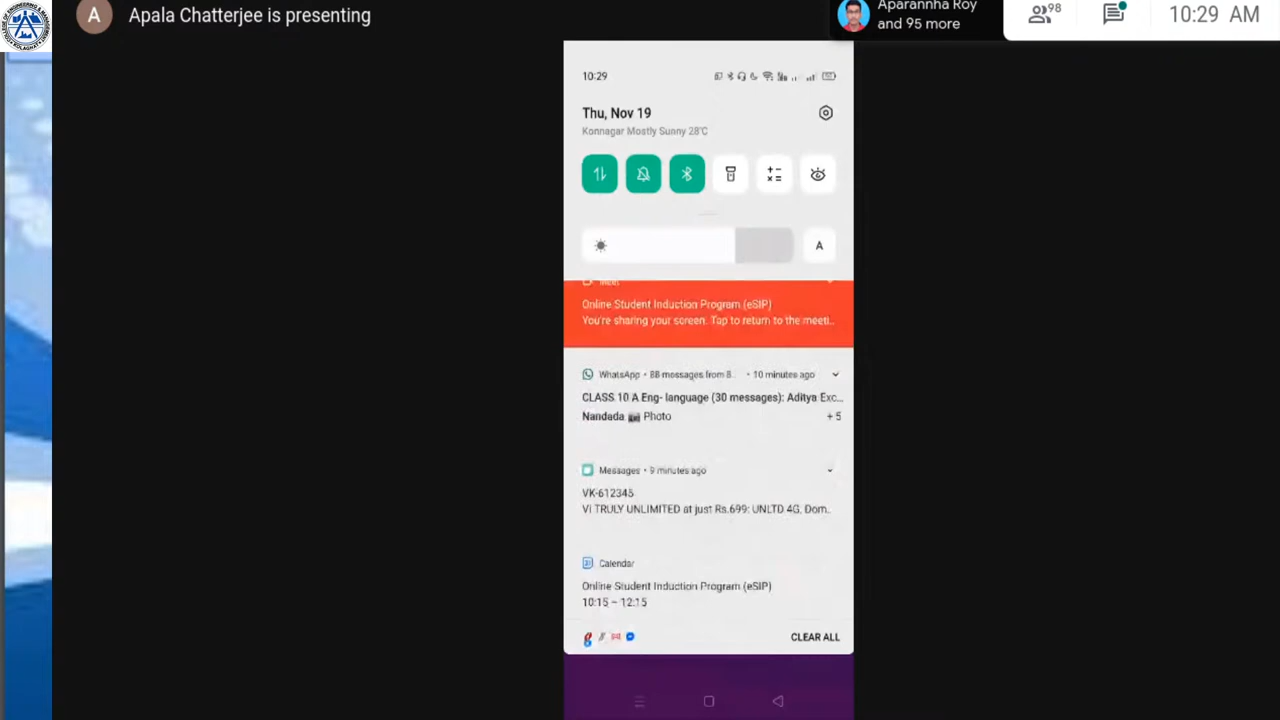 A
Apala Chatterjee is presenting
Aparannha Roy
and 95 more
98
10:29 AM
10:29
Thu, Nov 19
Konnagar Mostly Sunny 28°C
A
Meet
Online Student Induction Program (eSIP)
You're sharing your screen. Tap to return to the meeti..
WhatsApp • 88 messages from 8.. • 10 minutes ago
CLASS 10 A Eng- language (30 messages): Aditya Exc...
Nandada 📷 Photo +5
Messages • 9 minutes ago
VK-612345
VI TRULY UNLIMITED at just Rs.699: UNLTD 4G, Dom..
Calendar
Online Student Induction Program (eSIP)
10:15 – 12:15
CLEAR ALL